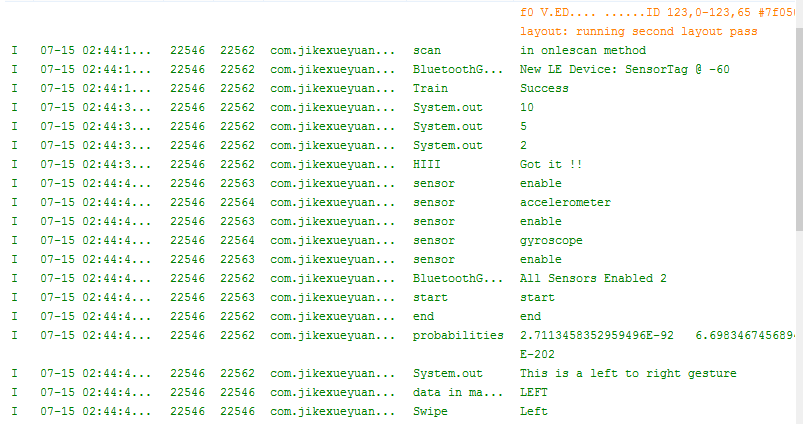 f0 V.ED.... ......ID 123,0-123,65 #7f05
layout: running second layout pass
I 07-15 02:44:1... 22546 22562 com.jikexueyuan... scan in onlescan method
I 07-15 02:44:1... 22546 22562 com.jikexueyuan... BluetoothG... New LE Device: SensorTag @ -60
I 07-15 02:44:1... 22546 22562 com.jikexueyuan... Train Success
I 07-15 02:44:3... 22546 22562 com.jikexueyuan... System.out 10
I 07-15 02:44:3... 22546 22562 com.jikexueyuan... System.out 5
I 07-15 02:44:3... 22546 22562 com.jikexueyuan... System.out 2
I 07-15 02:44:3... 22546 22562 com.jikexueyuan... HIII Got it !!
I 07-15 02:44:4... 22546 22563 com.jikexueyuan... sensor enable
I 07-15 02:44:4... 22546 22564 com.jikexueyuan... sensor accelerometer
I 07-15 02:44:4... 22546 22563 com.jikexueyuan... sensor enable
I 07-15 02:44:4... 22546 22564 com.jikexueyuan... sensor gyroscope
I 07-15 02:44:4... 22546 22563 com.jikexueyuan... sensor enable
I 07-15 02:44:4... 22546 22562 com.jikexueyuan... BluetoothG... All Sensors Enabled 2
I 07-15 02:44:4... 22546 22563 com.jikexueyuan... start start
I 07-15 02:44:4... 22546 22562 com.jikexueyuan... end end
I 07-15 02:44:4... 22546 22562 com.jikexueyuan... probabilities 2.7113458352959496E-92 6.698346745689
E-202
I 07-15 02:44:4... 22546 22562 com.jikexueyuan... System.out This is a left to right gesture
I 07-15 02:44:4... 22546 22546 com.jikexueyuan... data in ma... LEFT
I 07-15 02:44:4... 22546 22546 com.jikexueyuan... Swipe Left